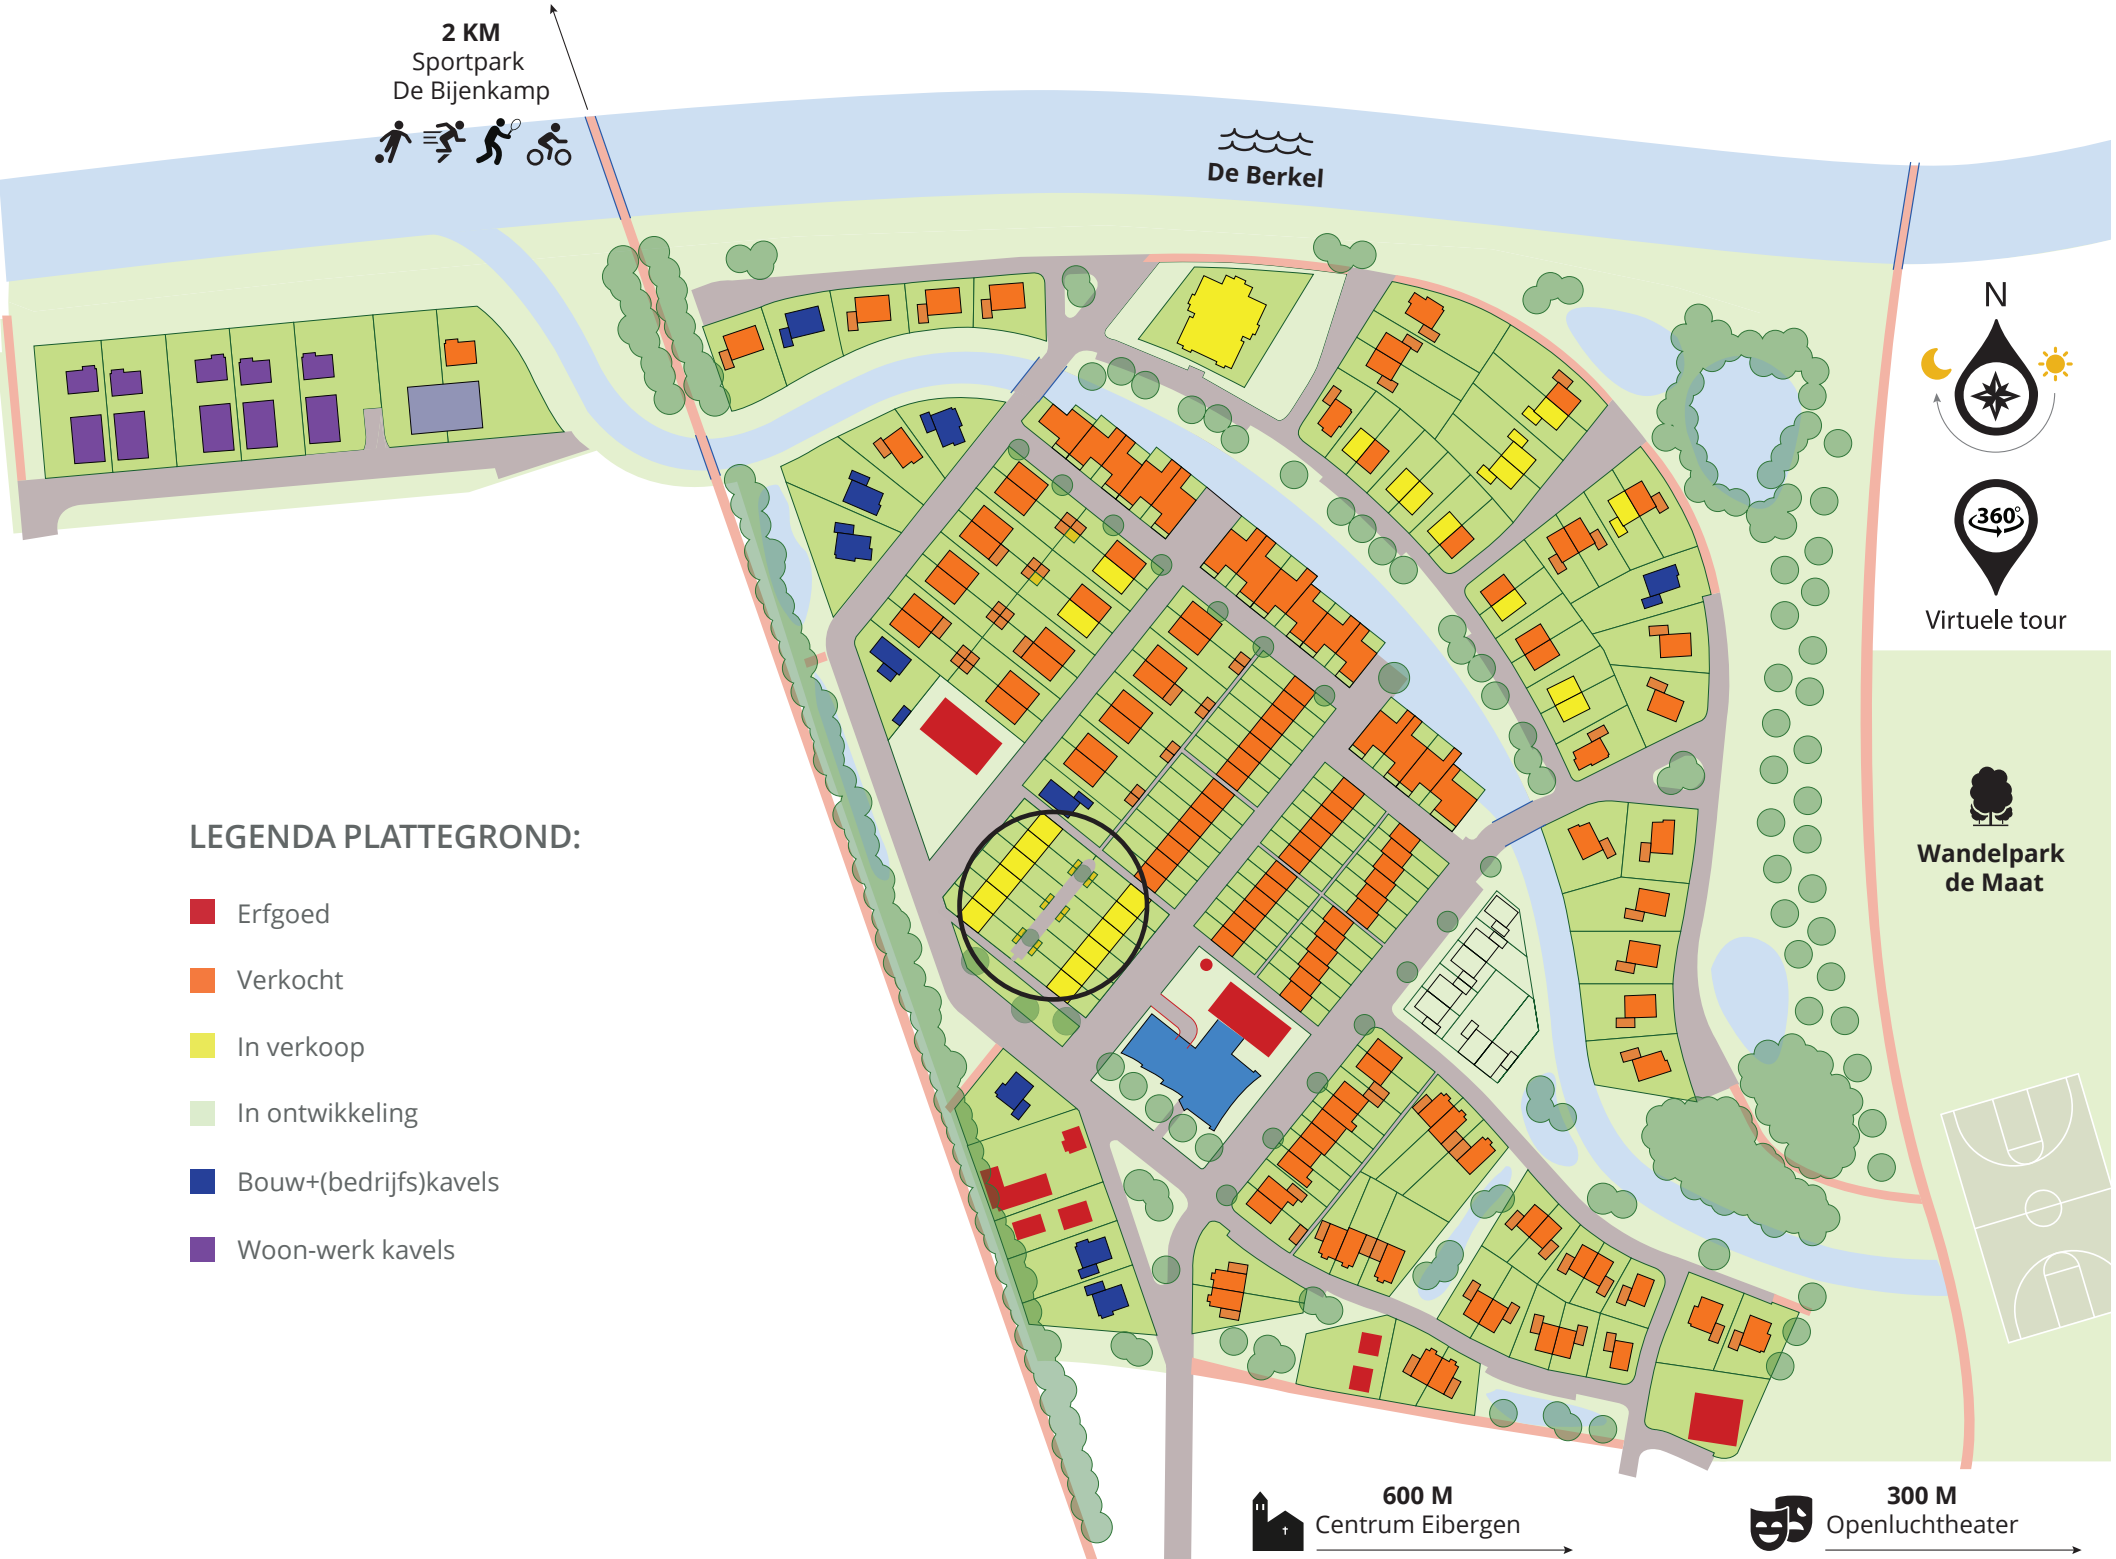 2 KM
Sportpark
De Bijenkamp
De Berkel
N
360°
Virtuele tour
Wandelpark
de Maat
LEGENDA PLATTEGROND:
Erfgoed
Verkocht
In verkoop
In ontwikkeling
Bouw+(bedrijfs)kavels
Woon-werk kavels
600 M
Centrum Eibergen
300 M
Openluchtheater